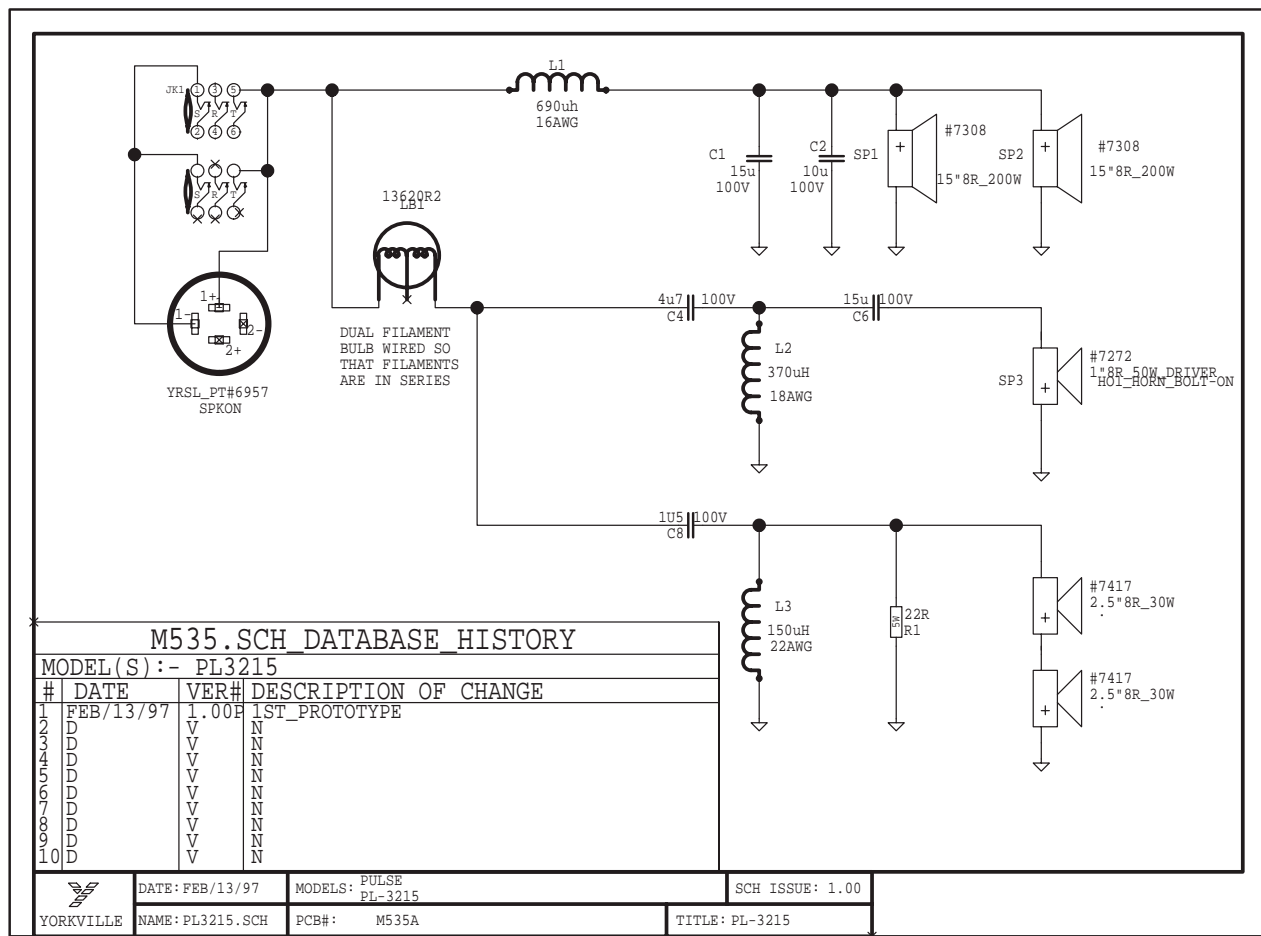 L1
690uh
16AWG
JK1
1 3 5
S R T
2 4 6
S R T
C1
15u
100V
C2
10u
100V
SP1
+
#7308
15"8R_200W
SP2
+
#7308
15"8R_200W
13620R2
LB1
1+
1-
2-
2+
YRSL_PT#6957
SPKON
DUAL FILAMENT
BULB WIRED SO
THAT FILAMENTS
ARE IN SERIES
4u7 100V
C4
15u 100V
C6
L2
370uH
18AWG
SP3
+
#7272
1"8R_50W_DRIVER
HO1_HORN_BOLT-ON
1U5 100V
C8
L3
150uH
22AWG
5W
22R
R1
+
#7417
2.5"8R_30W
.
+
#7417
2.5"8R_30W
.
M535.SCH_DATABASE_HISTORY
MODEL(S):- PL3215
# DATE VER# DESCRIPTION OF CHANGE
1 FEB/13/97 1.00P 1ST_PROTOTYPE
2 D V N
3 D V N
4 D V N
5 D V N
6 D V N
7 D V N
8 D V N
9 D V N
10 D V N
YORKVILLE
DATE: FEB/13/97
MODELS: PULSE
PL-3215
SCH ISSUE: 1.00
NAME: PL3215.SCH
PCB#: M535A
TITLE: PL-3215